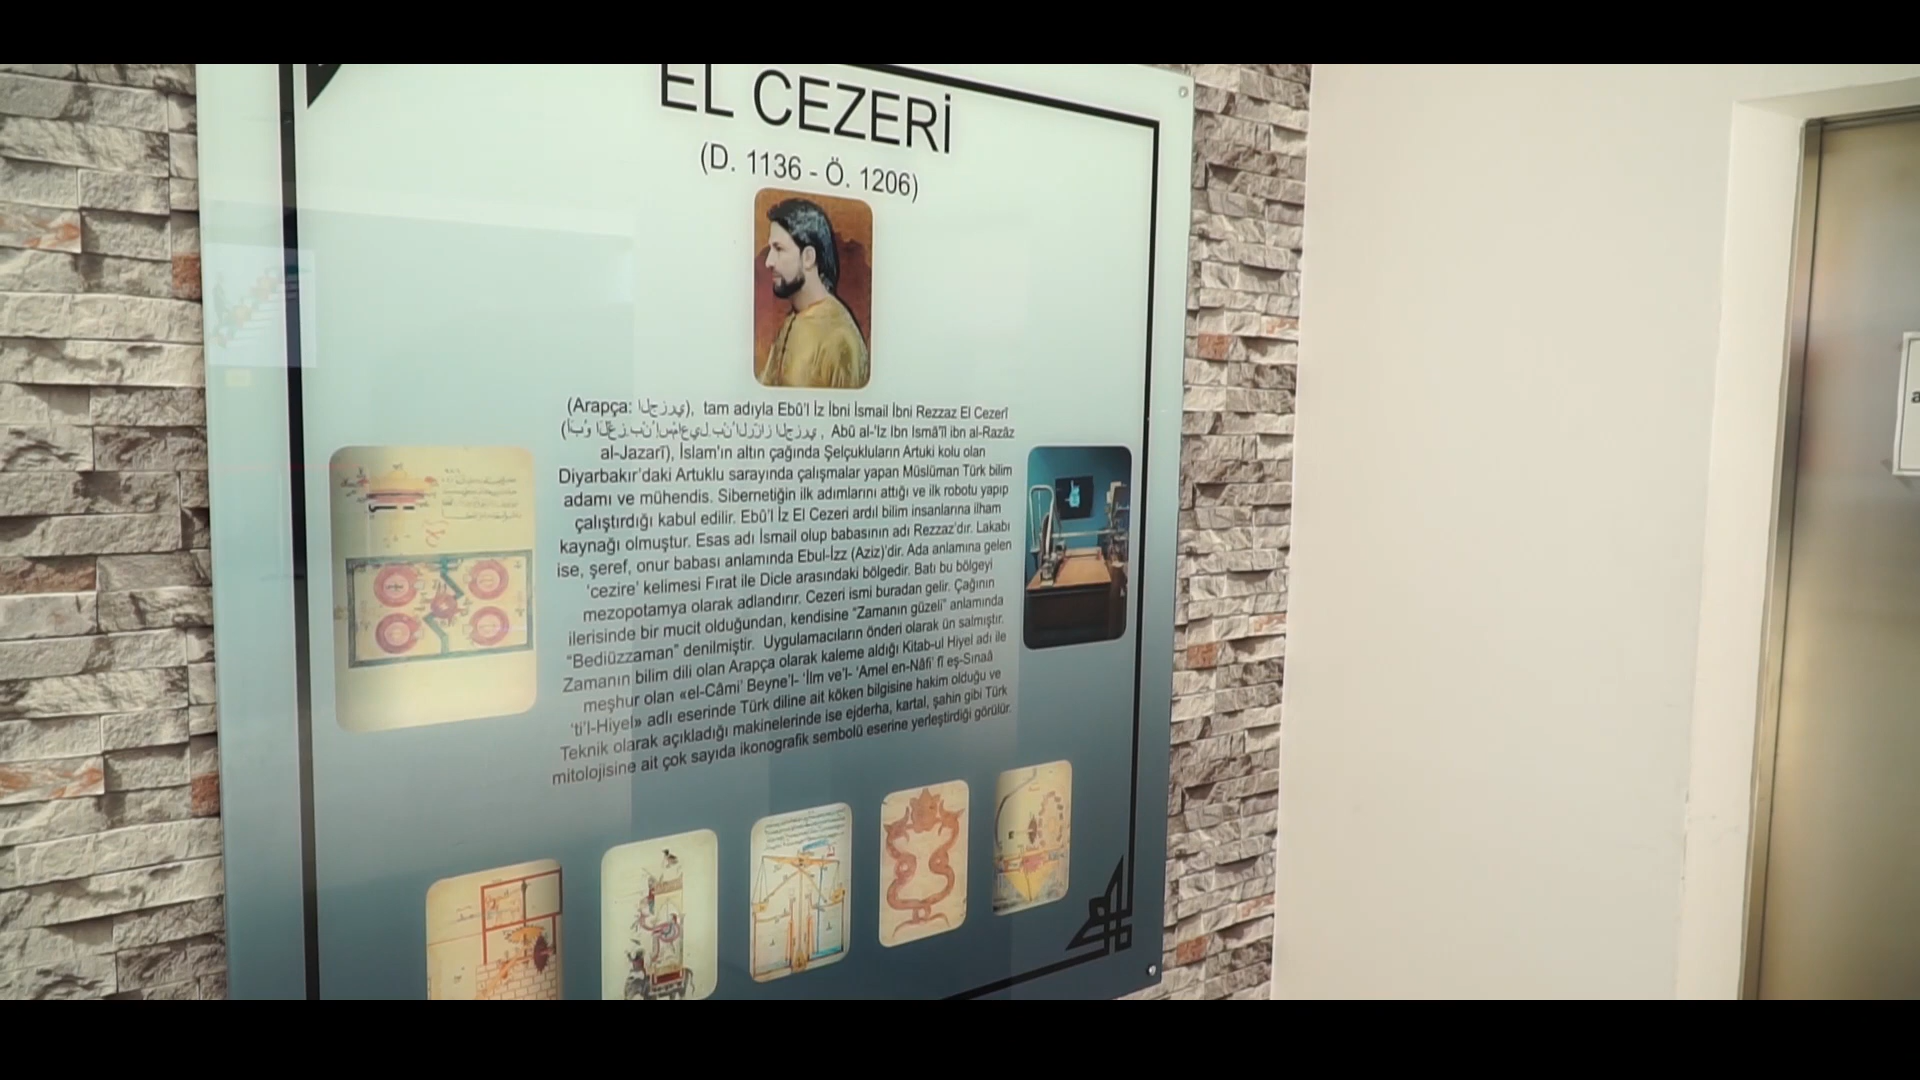 EL CEZERİ
(D. 1136 - Ö. 1206)
(Arapça: الجزري), tam adıyla Ebû'l İz İbni İsmail İbni Rezzaz El Cezerî
Abū al-'Iz Ibn Ismā'īl ibn al-Razāz
al-Jazarī), İslam'ın altın çağında Selçukluların Artuki kolu olan
Diyarbakır'daki Artuklu sarayında çalışmalar yapan Müslüman Türk bilim
adamı ve mühendis. Sibernetiğin ilk adımlarını attığı ve ilk robotu yapıp
çalıştırdığı kabul edilir. Ebû'l İz El Cezeri ardıl bilim insanlarına ilham
kaynağı olmuştur. Esas adı İsmail olup babasının adı Rezzaz'dır. Lakabı
ise, şeref, onur babası anlamında Ebul-İzz (Aziz)'dir. Ada anlamına gelen
'cezire' kelimesi Fırat ile Dicle arasındaki bölgedir. Batı bu bölgeyi
mezopotamya olarak adlandırır. Cezeri ismi buradan gelir. Çağının
ilerisinde bir mucit olduğundan, kendisine "Zamanın güzeli" anlamında
"Bediüzzaman" denilmiştir. Uygulamacıların önderi olarak ün salmıştır.
Zamanın bilim dili olan Arapça olarak kaleme aldığı Kitab-ul Hiyel adı ile
meşhur olan «el-Câmi' Beyne'l- 'İlm ve'l- 'Amel en-Nâfi' fî eş-Sınaâ
'ti'l-Hiyel» adlı eserinde Türk diline ait köken bilgisine hakim olduğu ve
Teknik olarak açıkladığı makinelerinde ise ejderha, kartal, şahin gibi Türk
mitolojisine ait çok sayıda ikonografik sembolü eserine yerleştirdiği görülür.